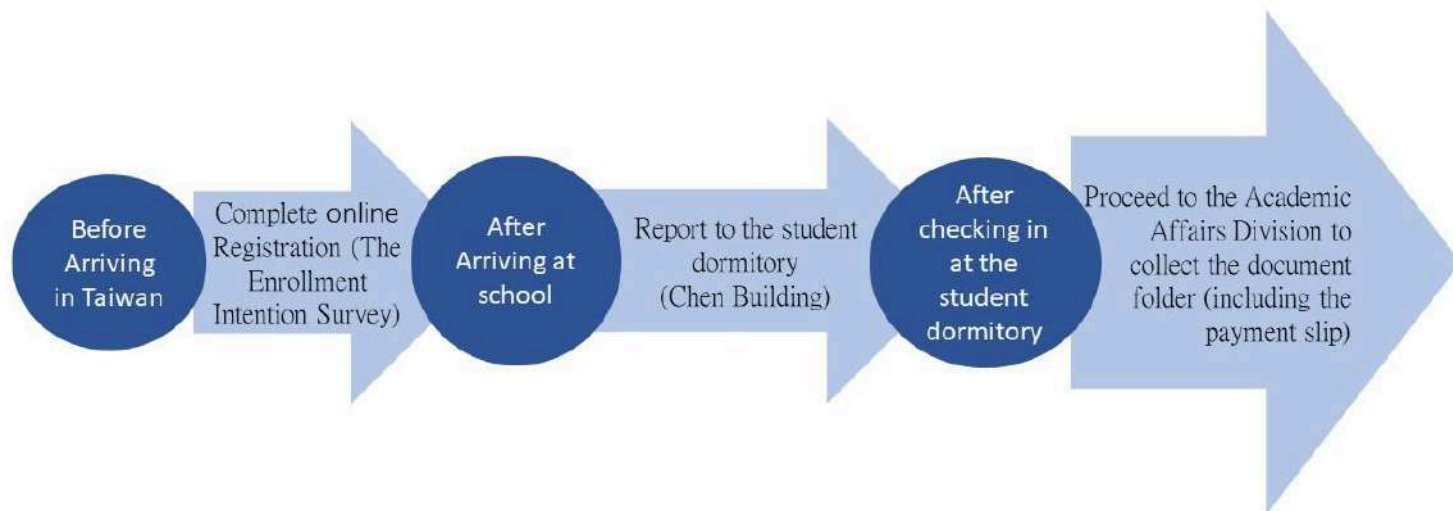 Before
Arriving
in Taiwan
Complete online
Registration (The
Enrollment
Intention Survey)
After
Arriving at
school
Report to the student
dormitory
(Chen Building)
After
checking in
at the
student
dormitory
Proceed to the Academic
Affairs Division to
collect the document
folder (including the
payment slip)